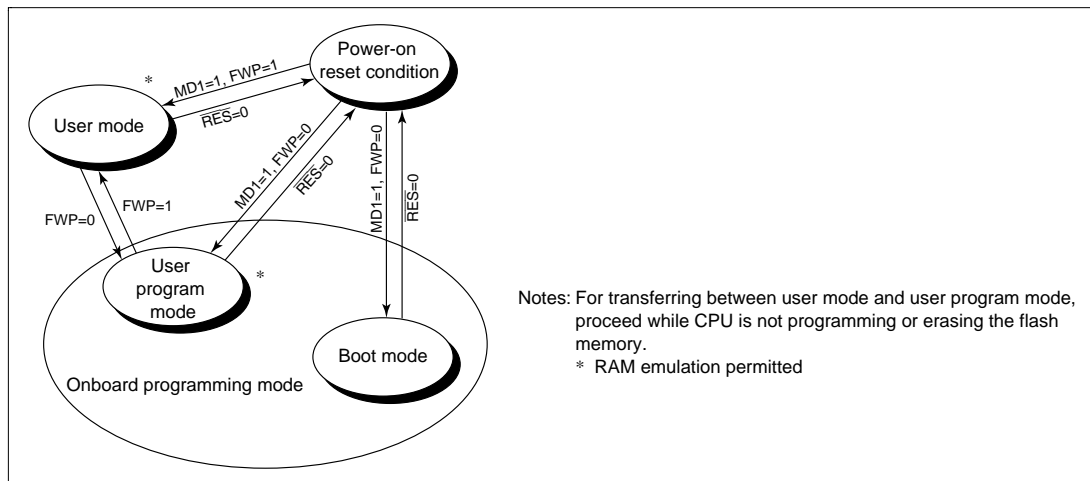 Power-on
reset condition
*
MD1=1, FWP=1
RES=0
User mode
MD1=1, FWP=0
RES=0
MD1=1, FWP=0
RES=0
FWP=0
FWP=1
User
program
mode
*
Boot mode
Onboard programming mode
Notes: For transferring between user mode and user program mode,
proceed while CPU is not programming or erasing the flash
memory.
* RAM emulation permitted